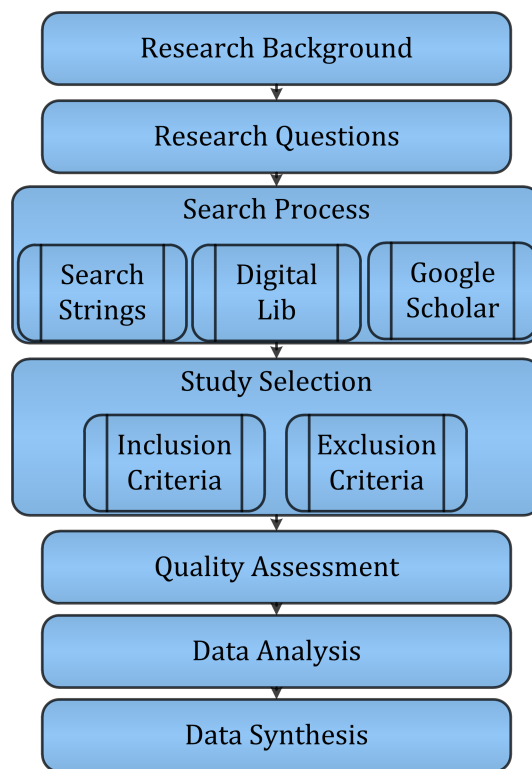 Research Background
Research Questions
Search Process
Search
Strings
Digital
Lib
Google
Scholar
Study Selection
Inclusion
Criteria
Exclusion
Criteria
Quality Assessment
Data Analysis
Data Synthesis